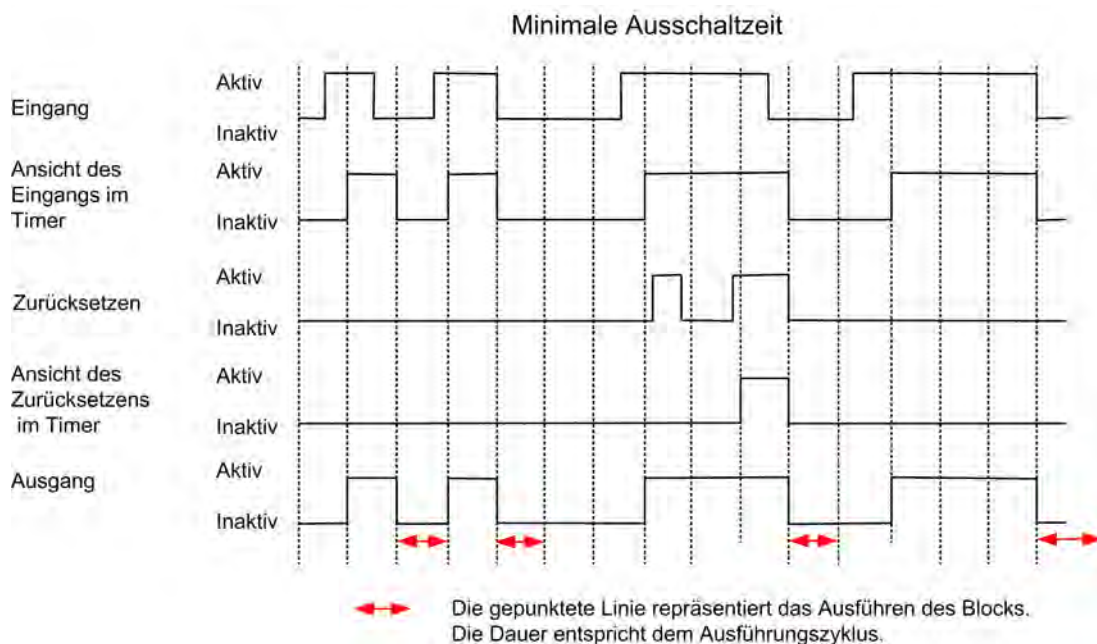 Minimale Ausschaltzeit
Aktiv
Eingang
Inaktiv
Ansicht des
Eingangs im
Timer
Aktiv
Inaktiv
Aktiv
Zurücksetzen
Inaktiv
Ansicht des
Zurücksetzens
im Timer
Aktiv
Inaktiv
Aktiv
Ausgang
Inaktiv
Die gepunktete Linie repräsentiert das Ausführen des Blocks.
Die Dauer entspricht dem Ausführungszyklus.